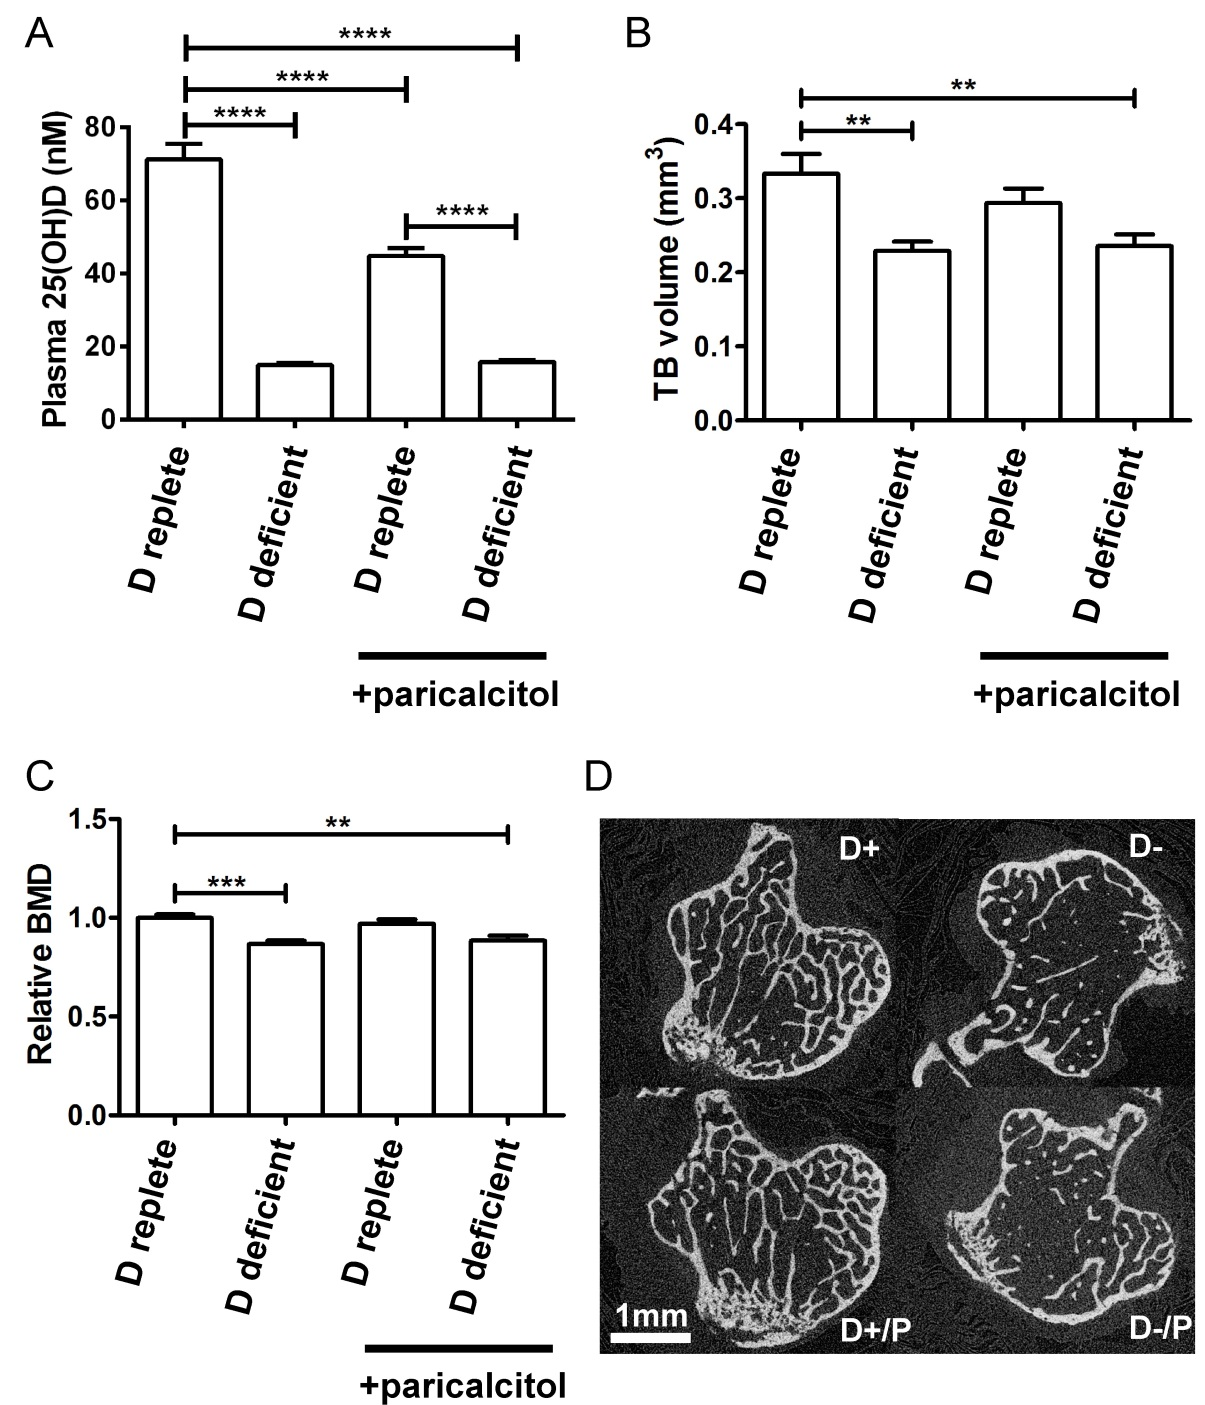 A
****
****
****
****
Plasma 25(OH)D (nM)
80
60
40
20
0
D replete
D deficient
D replete
D deficient
+paricalcitol
B
**
**
TB volume (mm³)
0.4
0.3
0.2
0.1
0.0
D replete
D deficient
D replete
D deficient
+paricalcitol
C
**
***
Relative BMD
1.5
1.0
0.5
0.0
D replete
D deficient
D replete
D deficient
+paricalcitol
D
D+
D-
1mm
D+/P
D-/P